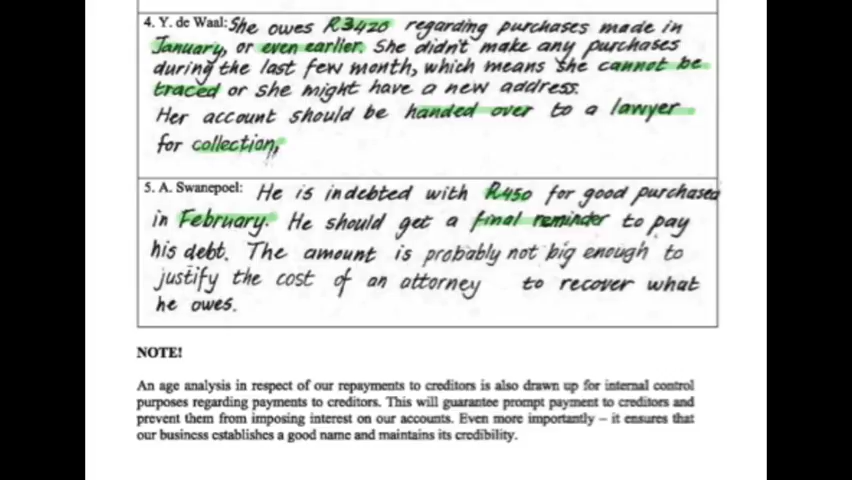 4. Y. de Waal: She owes R3420 regarding purchases made in
January, or even earlier. She didn't make any purchases
during the last few month, which means she cannot be
traced or she might have a new address.
Her account should be handed over to a lawyer
for collection,
5. A. Swanepoel: He is indebted with R450 for good purchased
in February. He should get a final reminder to pay
his debt. The amount is probably not big enough to
justify the cost of an attorney to recover what
he owes.
NOTE!
An age analysis in respect of our repayments to creditors is also drawn up for internal control
purposes regarding payments to creditors. This will guarantee prompt payment to creditors and
prevent them from imposing interest on our accounts. Even more importantly – it ensures that
our business establishes a good name and maintains its credibility.